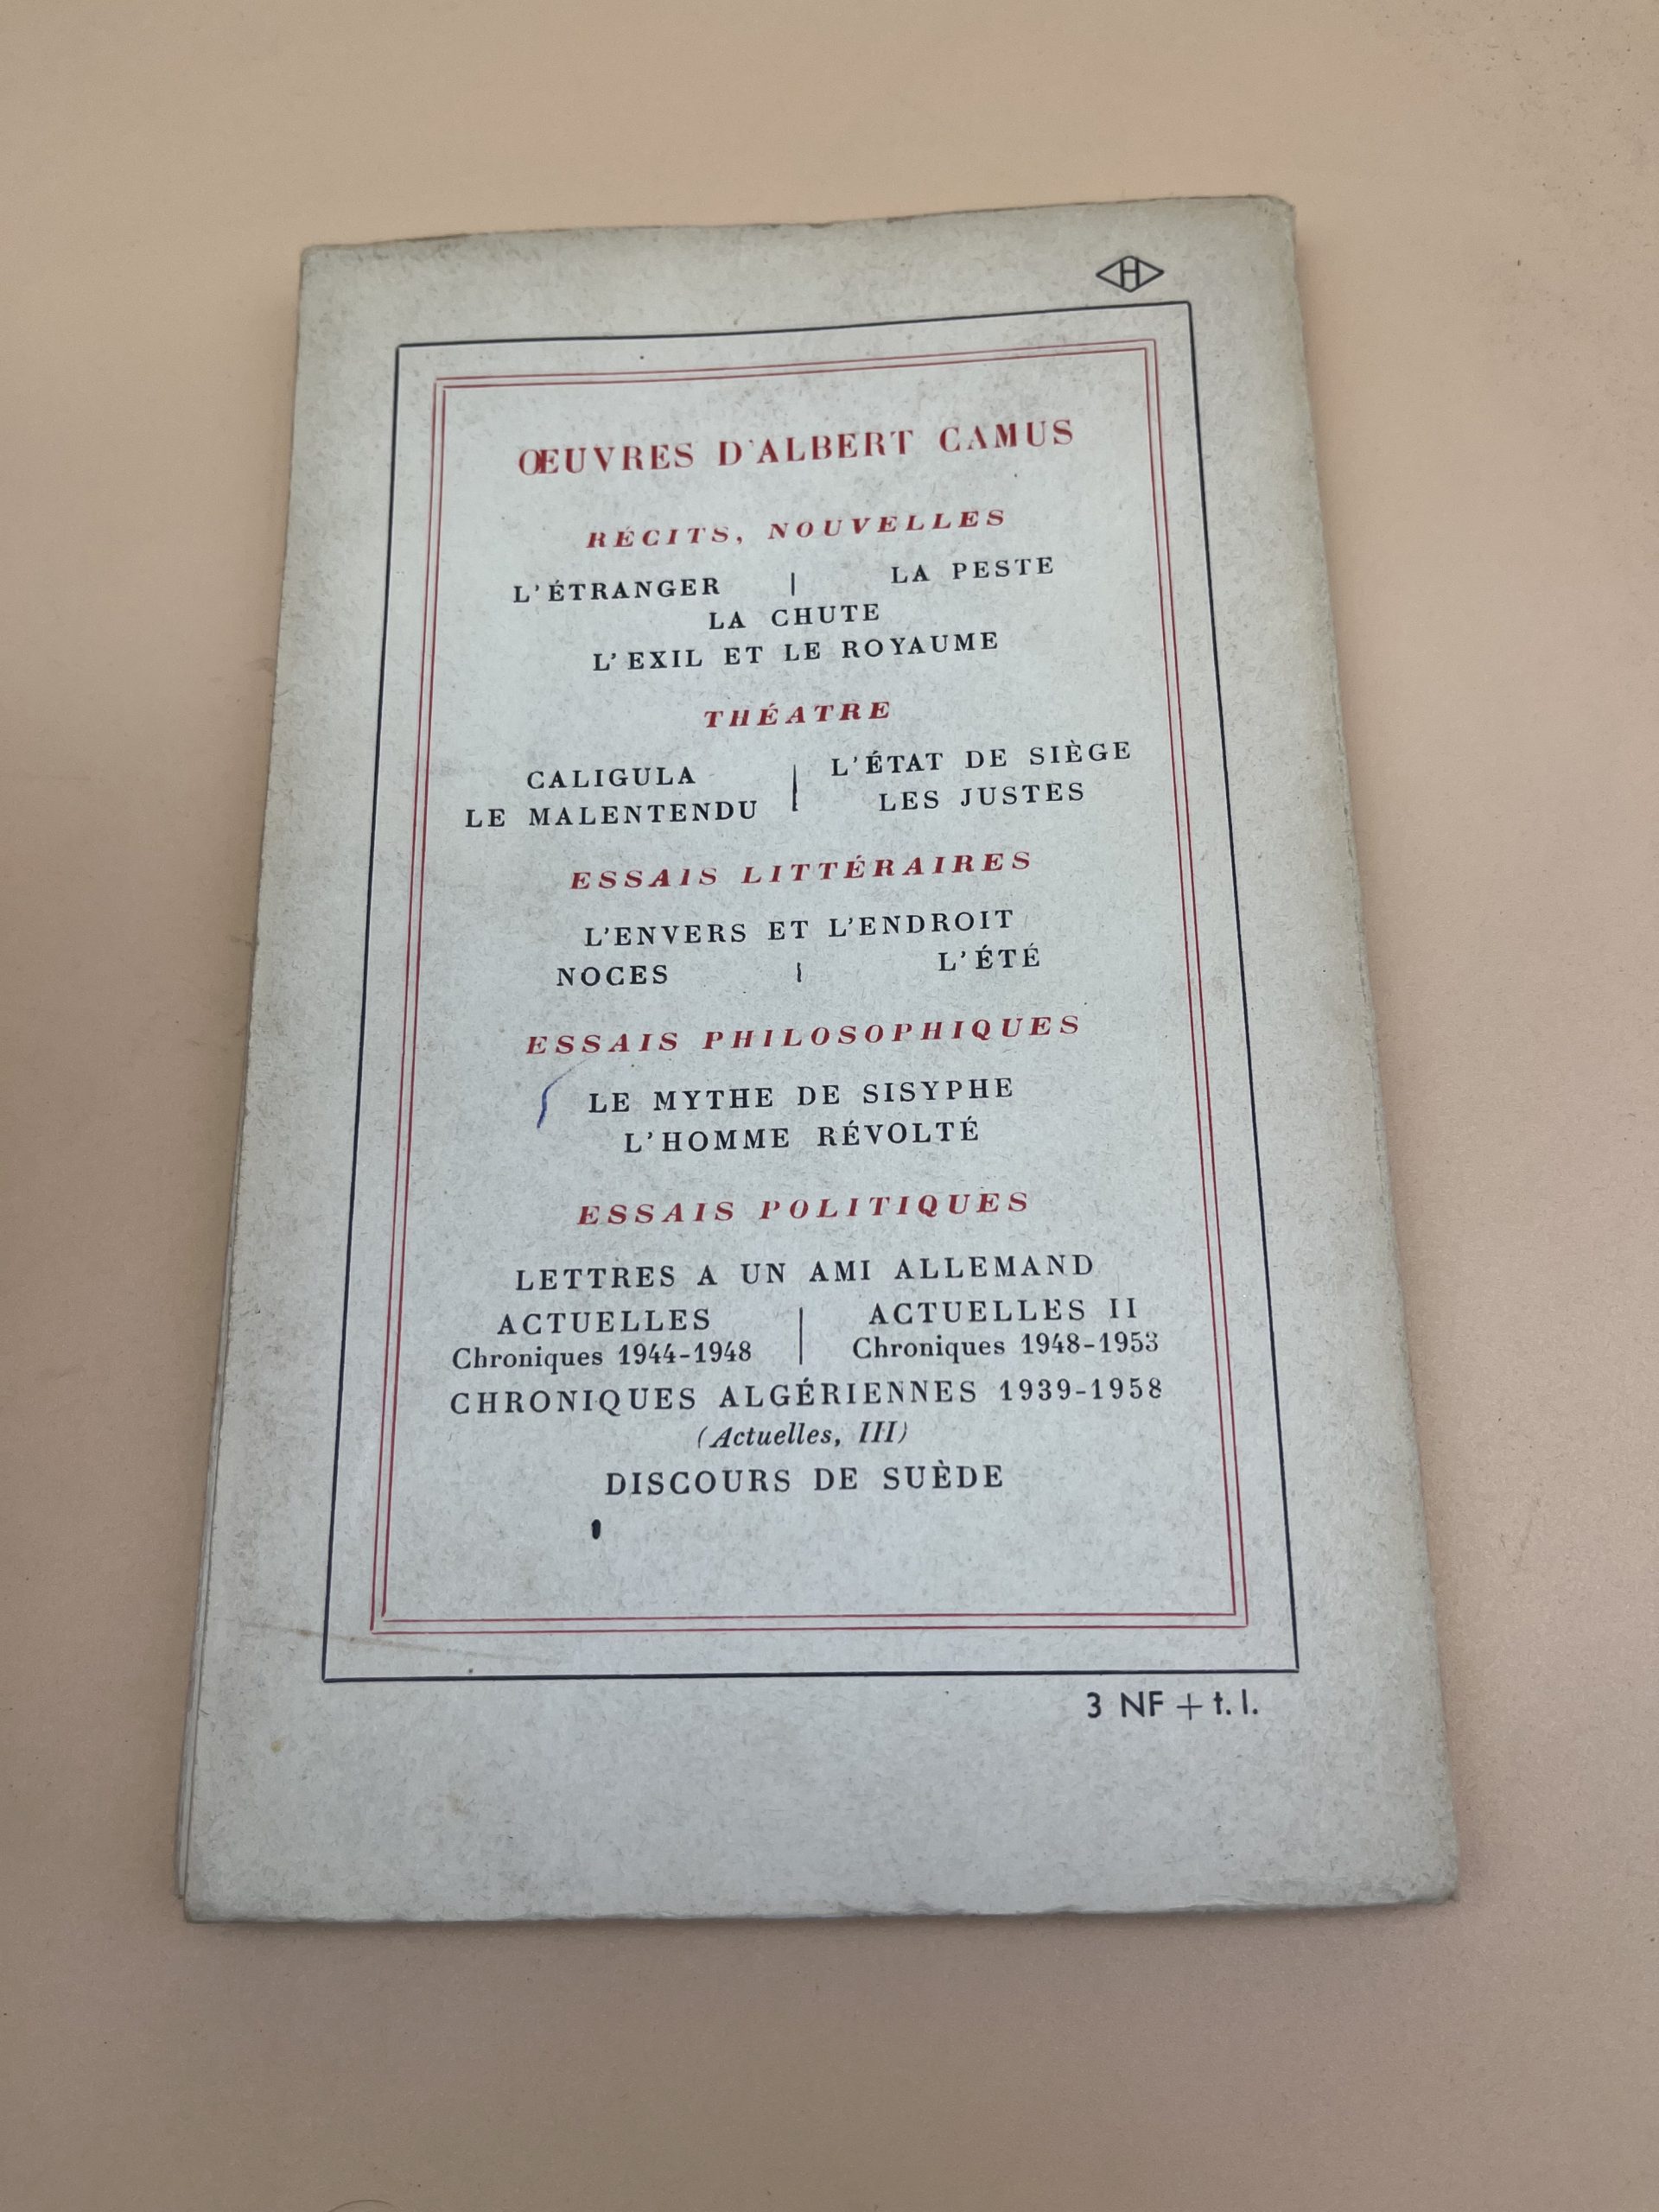 H
ŒUVRES D'ALBERT CAMUS
RÉCITS, NOUVELLES
L'ÉTRANGER | LA PESTE
LA CHUTE
L'EXIL ET LE ROYAUME
THÉATRE
CALIGULA | L'ÉTAT DE SIÈGE
LE MALENTENDU | LES JUSTES
ESSAIS LITTÉRAIRES
L'ENVERS ET L'ENDROIT
NOCES | L'ÉTÉ
ESSAIS PHILOSOPHIQUES
LE MYTHE DE SISYPHE
L'HOMME RÉVOLTÉ
ESSAIS POLITIQUES
LETTRES A UN AMI ALLEMAND
ACTUELLES | ACTUELLES II
Chroniques 1944-1948 | Chroniques 1948-1953
CHRONIQUES ALGÉRIENNES 1939-1958
(Actuelles, III)
DISCOURS DE SUÈDE
3 NF + t. l.